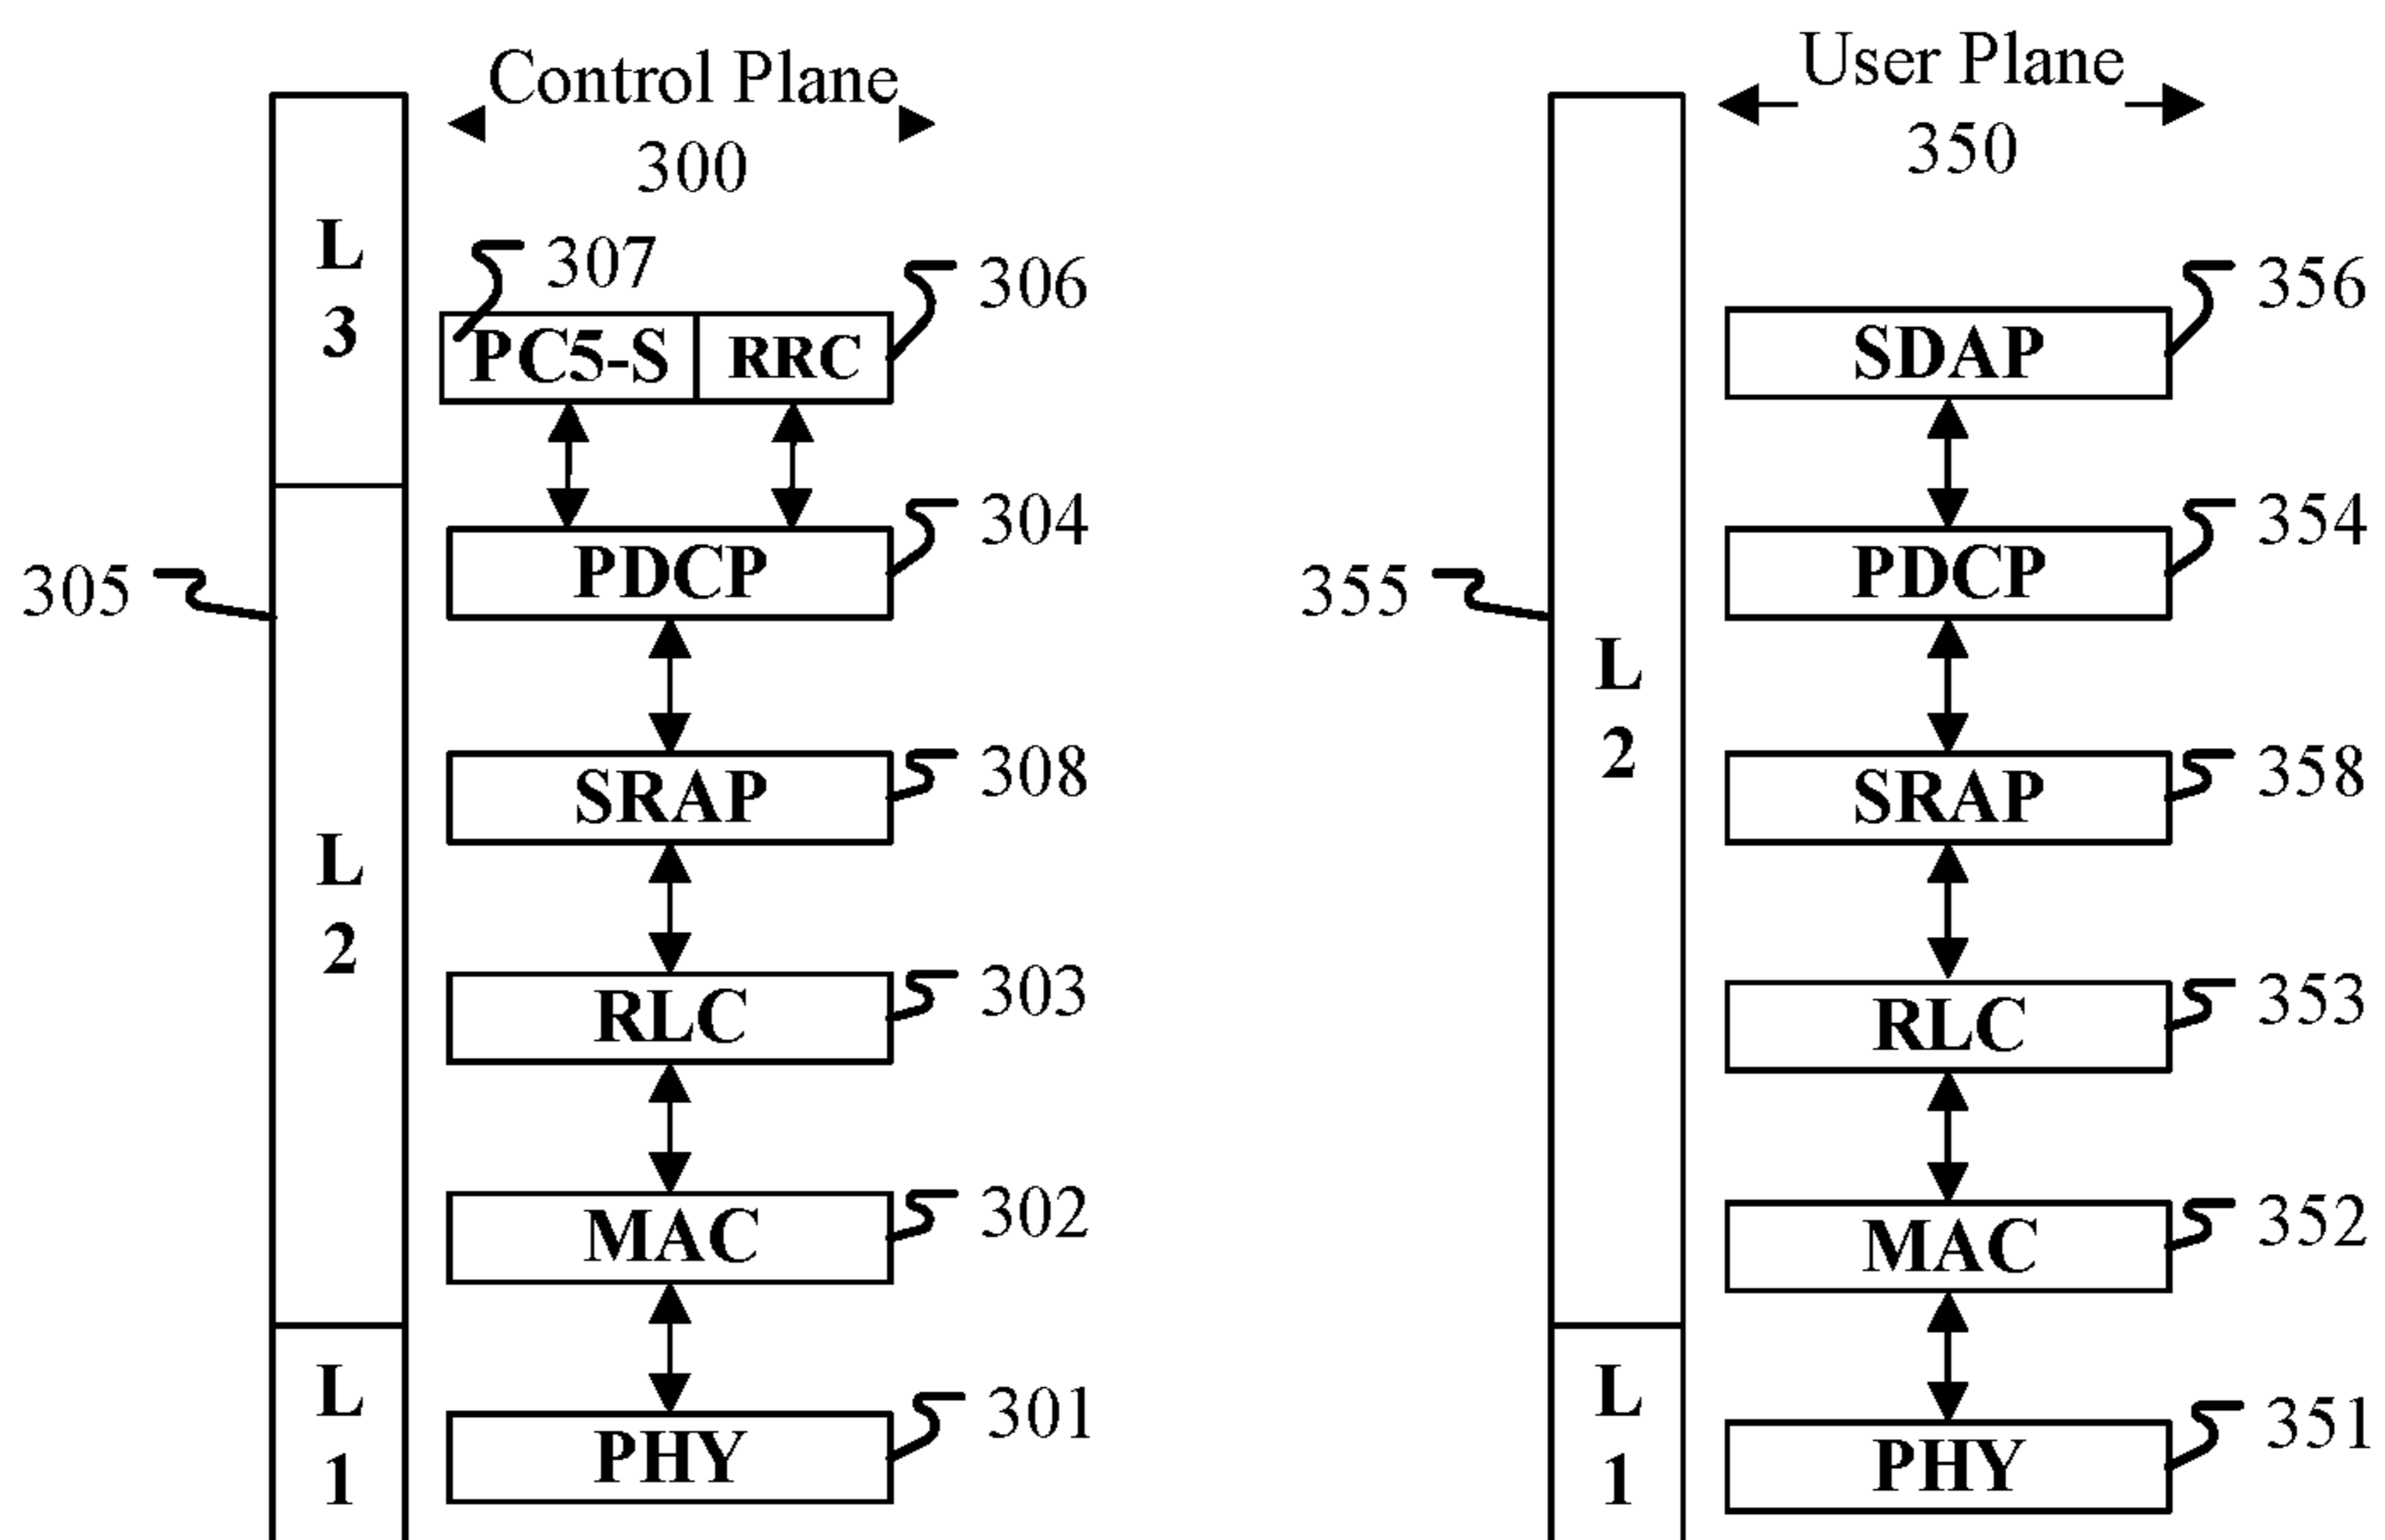 Control Plane
300
L
3
307
306
PC5-S
RRC
304
PDCP
305
308
SRAP
L
2
303
RLC
302
MAC
L
1
301
PHY
User Plane
350
356
SDAP
354
PDCP
355
L
2
358
SRAP
353
RLC
352
MAC
L
1
351
PHY